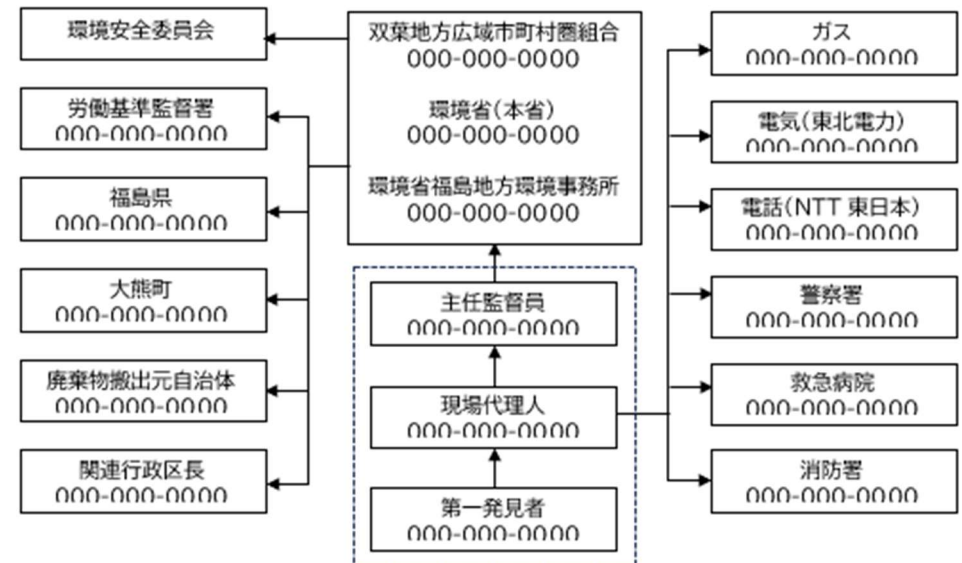 環境安全委員会
労働基準監督署
000-000-0000
福島県
000-000-0000
大熊町
000-000-0000
廃棄物搬出元自治体
000-000-0000
関連行政区長
000-000-0000
双葉地方広域市町村圏組合
000-000-0000
環境省(本省)
000-000-0000
環境省福島地方環境事務所
000-000-0000
主任監督員
000-000-0000
現場代理人
000-000-0000
第一発見者
000-000-0000
ガス
000-000-0000
電気(東北電力)
000-000-0000
電話(NTT 東日本)
000-000-0000
警察署
000-000-0000
救急病院
000-000-0000
消防署
000-000-0000